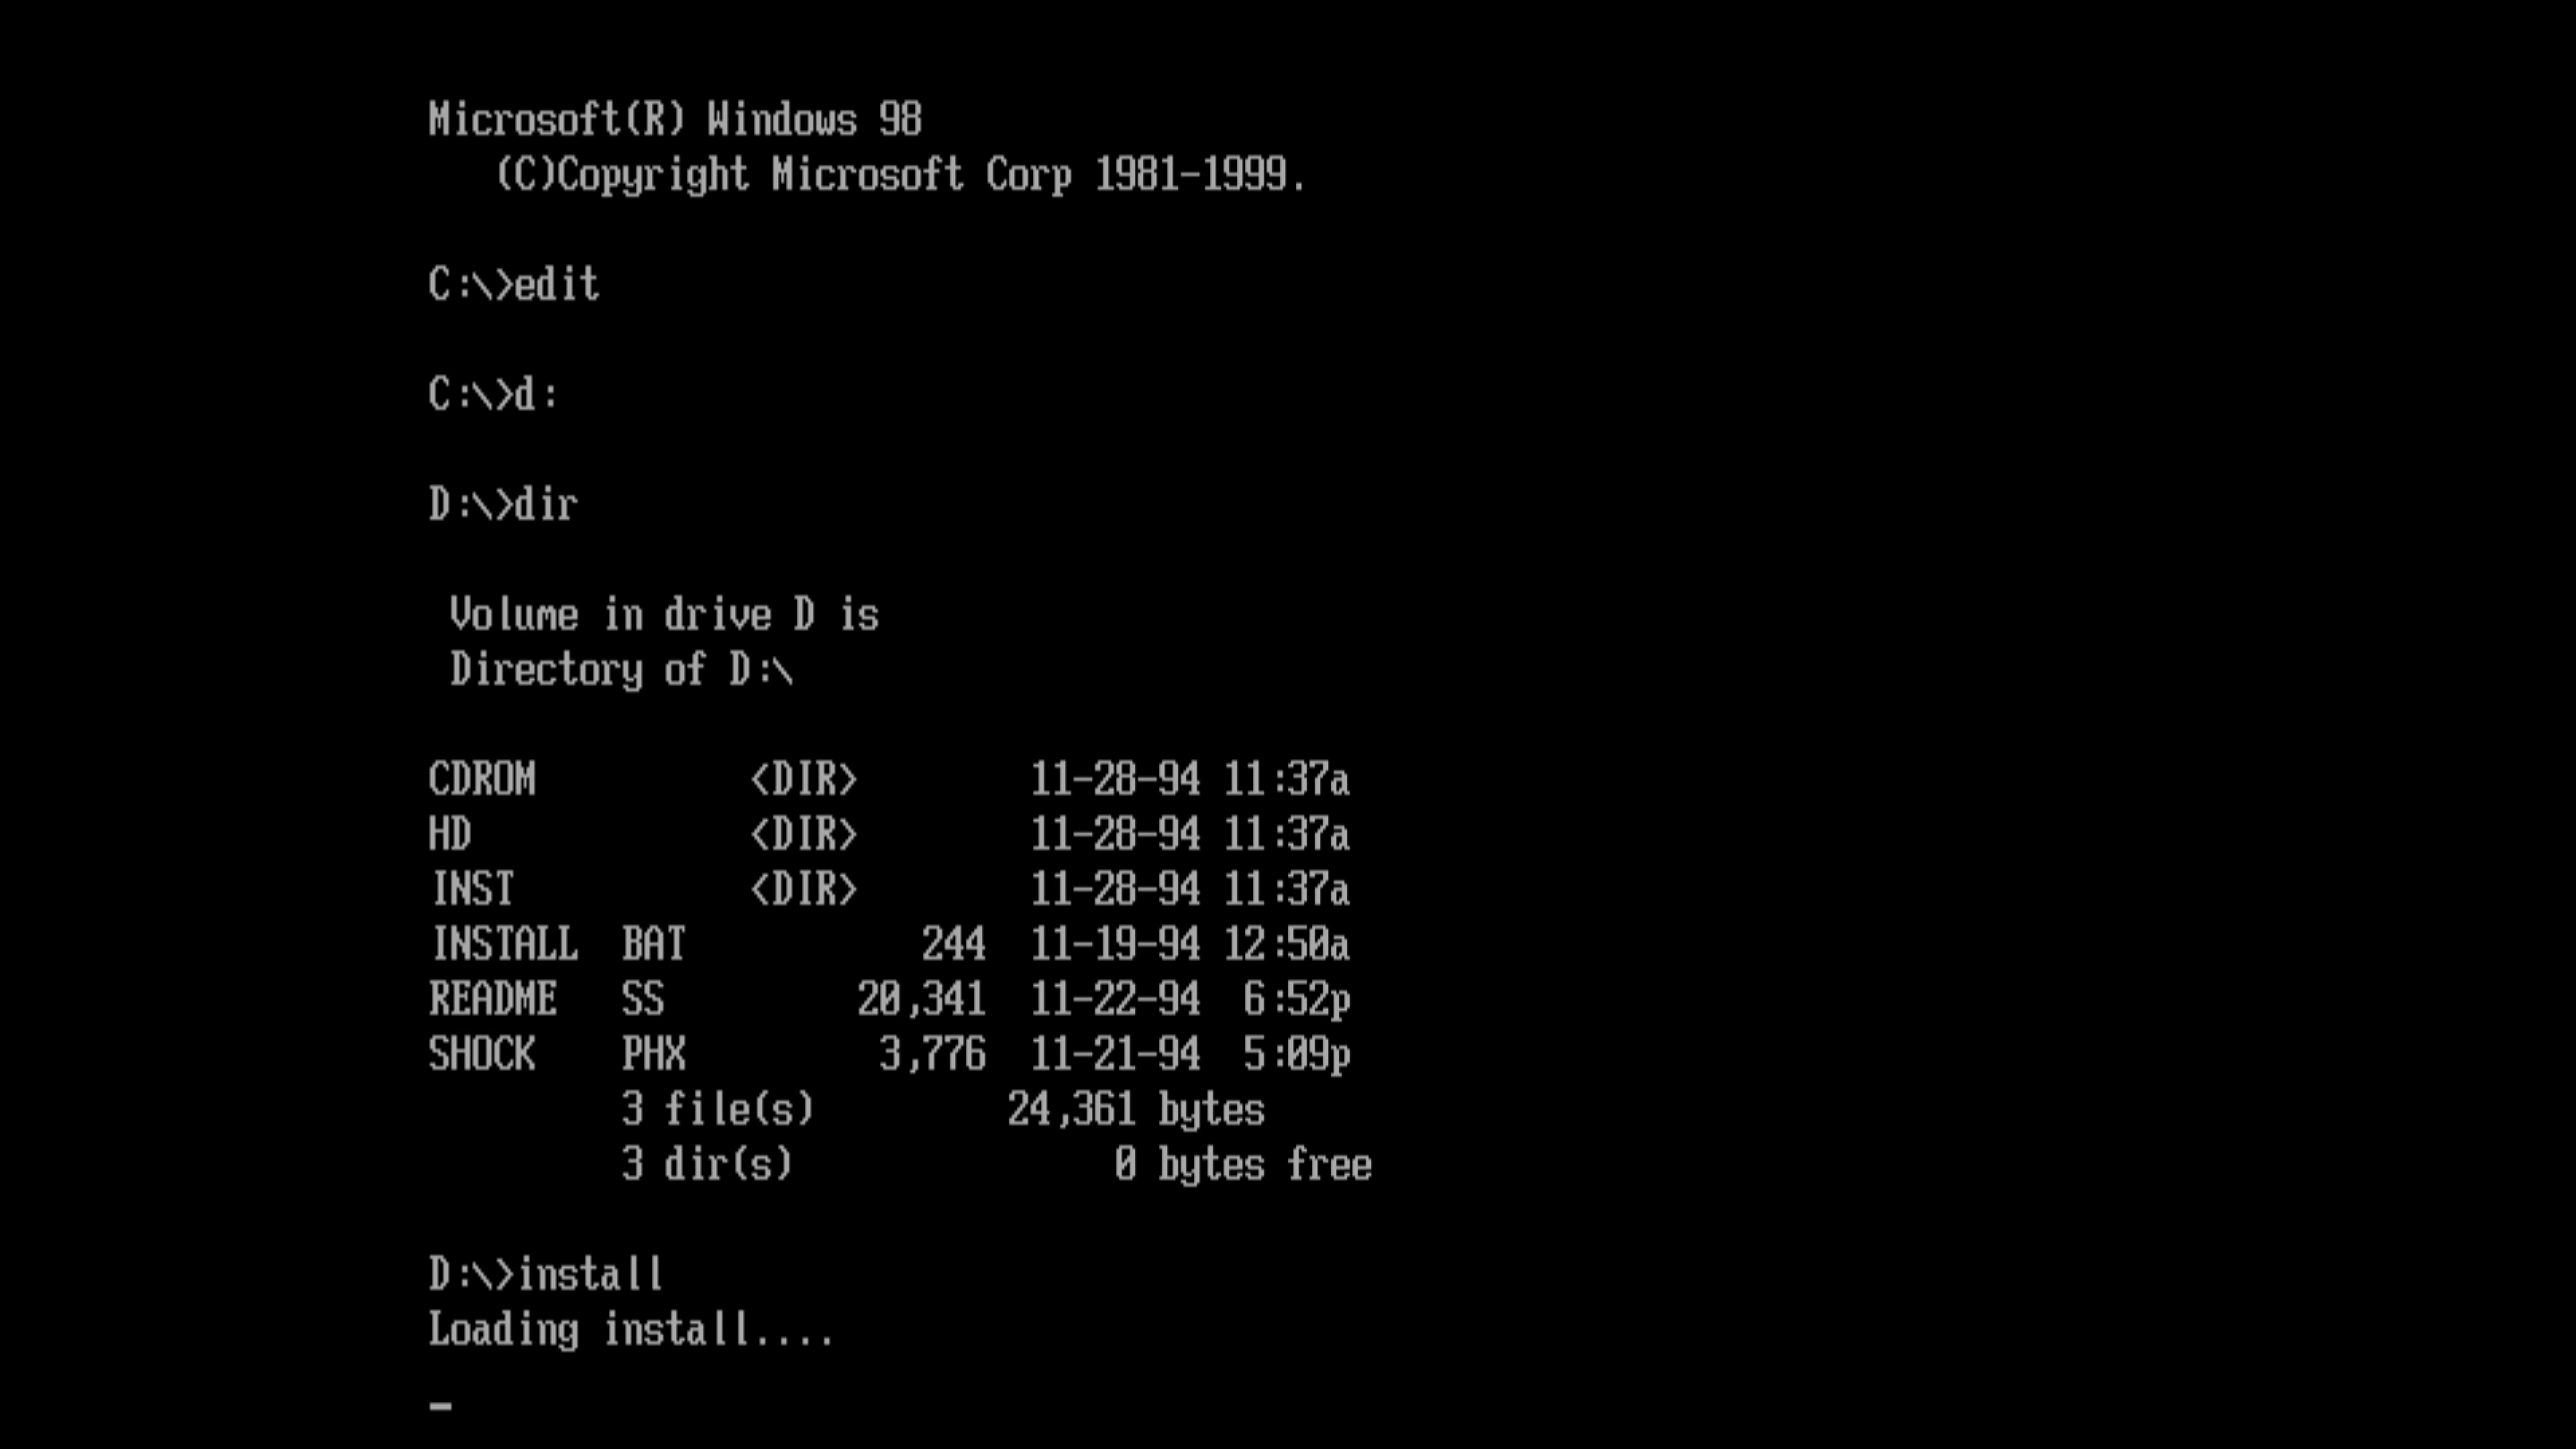 Microsoft(R) Windows 98
(C)Copyright Microsoft Corp 1981-1999.
C:\>edit
C:\>d:
D:\>dir
Volume in drive D is
Directory of D:\
CDROM <DIR> 11-28-94 11:37a
HD <DIR> 11-28-94 11:37a
INST <DIR> 11-28-94 11:37a
INSTALL BAT 244 11-19-94 12:50a
README SS 20,341 11-22-94 6:52p
SHOCK PHX 3,776 11-21-94 5:09p
3 file(s) 24,361 bytes
3 dir(s) 0 bytes free
D:\>install
Loading install....
_